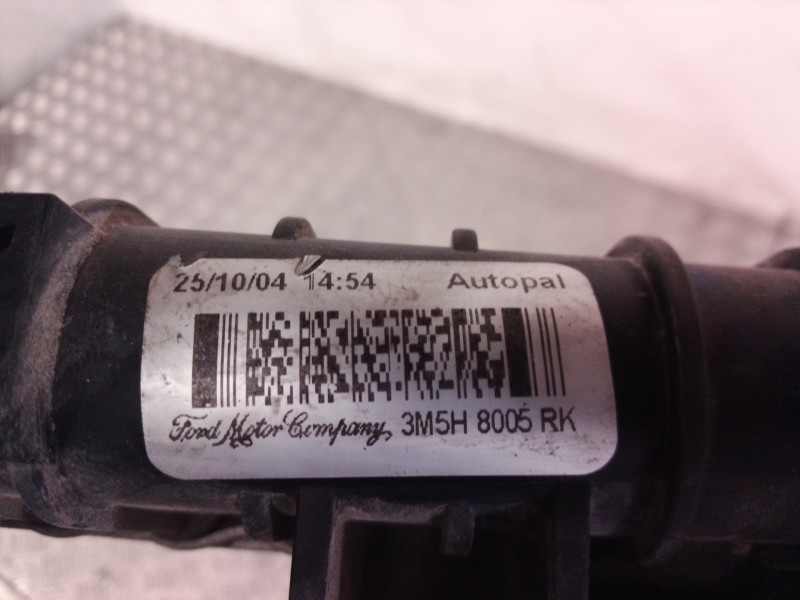 25/10/04 14:54 Autopal
Ford Motor Company, 3M5H 8005 RK